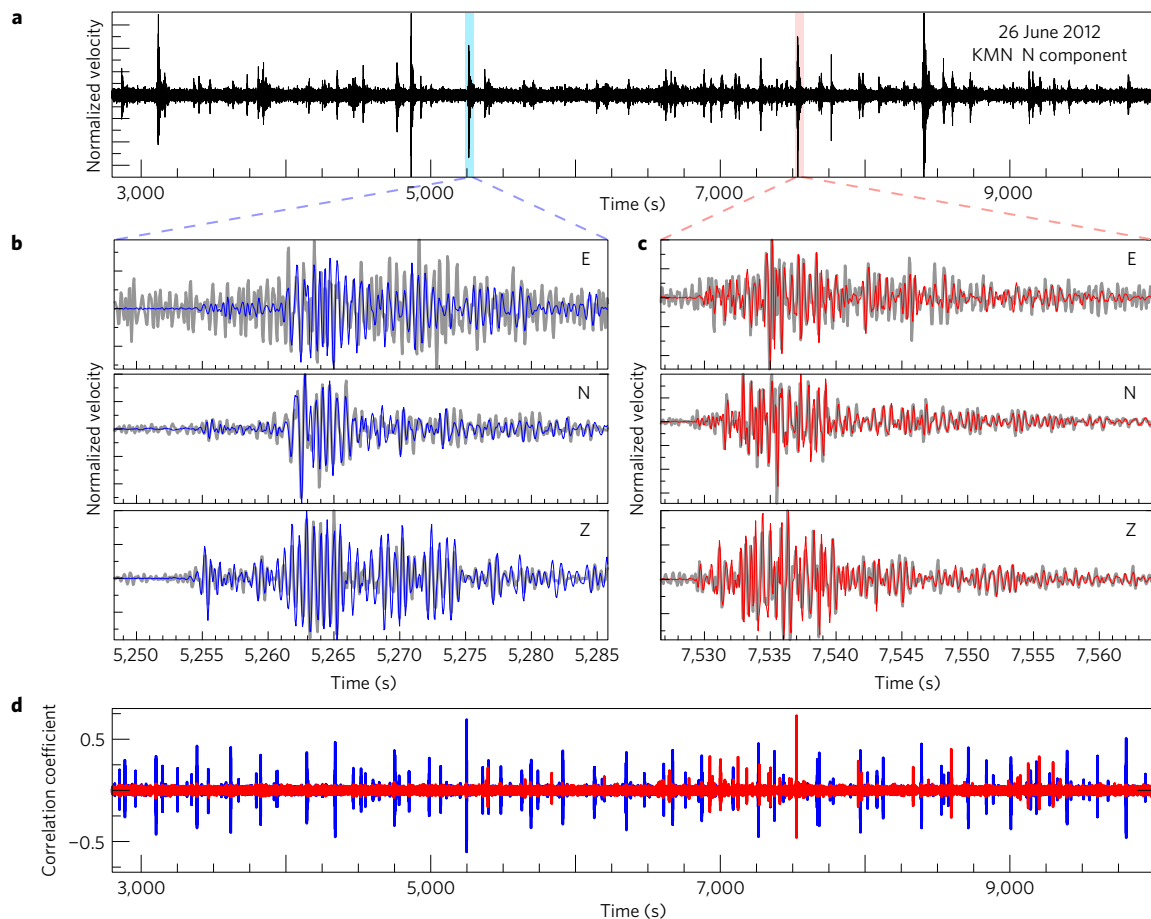 a
Normalized velocity
26 June 2012
KMN N component
3,000 5,000 7,000 9,000
Time (s)
b
c
E
E
Normalized velocity
N
Normalized velocity
N
Z
Z
5,250 5,255 5,260 5,265 5,270 5,275 5,280 5,285
7,530 7,535 7,540 7,545 7,550 7,555 7,560
Time (s)
Time (s)
d
Correlation coefficient
0.5
−0.5
3,000 5,000 7,000 9,000
Time (s)